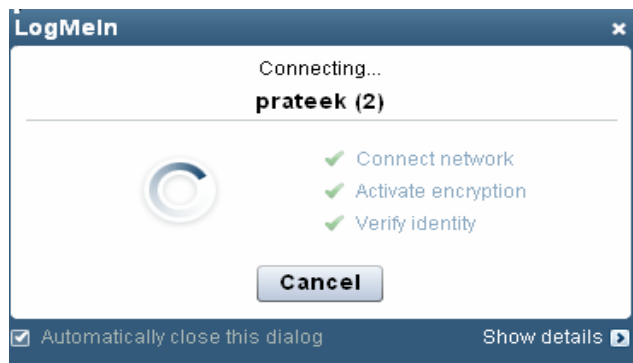 LogMeIn
Connecting...
prateek (2)
Connect network
Activate encryption
Verify identity
Cancel
Automatically close this dialog
Show details